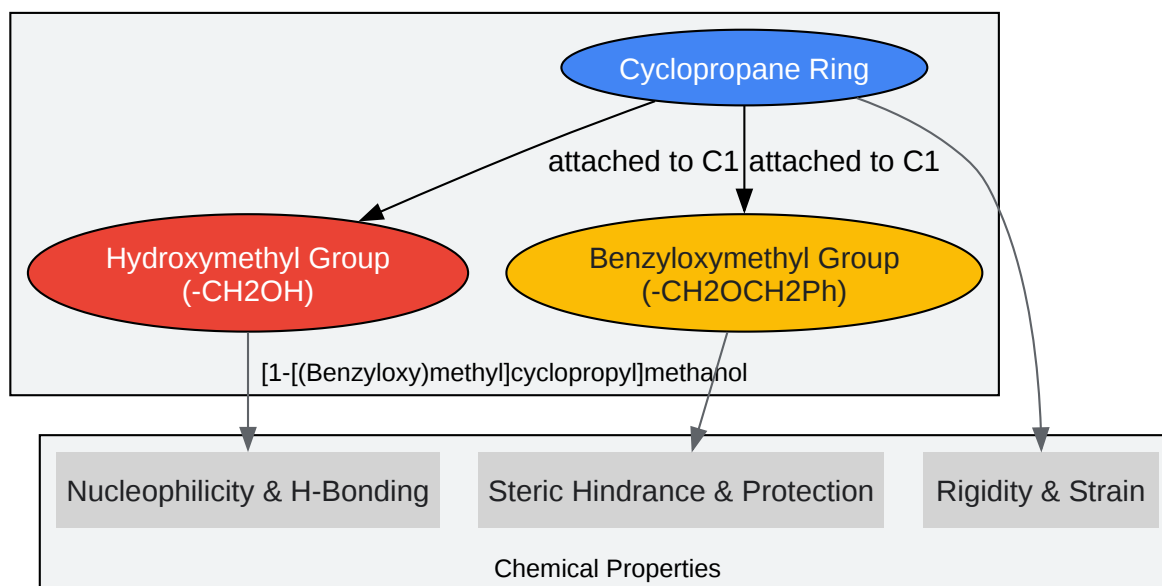 Cyclopropane Ring
attached to C1
attached to C1
Hydroxymethyl Group
(-CH2OH)
Benzyloxymethyl Group
(-CH2OCH2Ph)
[1-[(Benzyloxy)methyl]cyclopropyl]methanol
Nucleophilicity & H-Bonding
Steric Hindrance & Protection
Rigidity & Strain
Chemical Properties